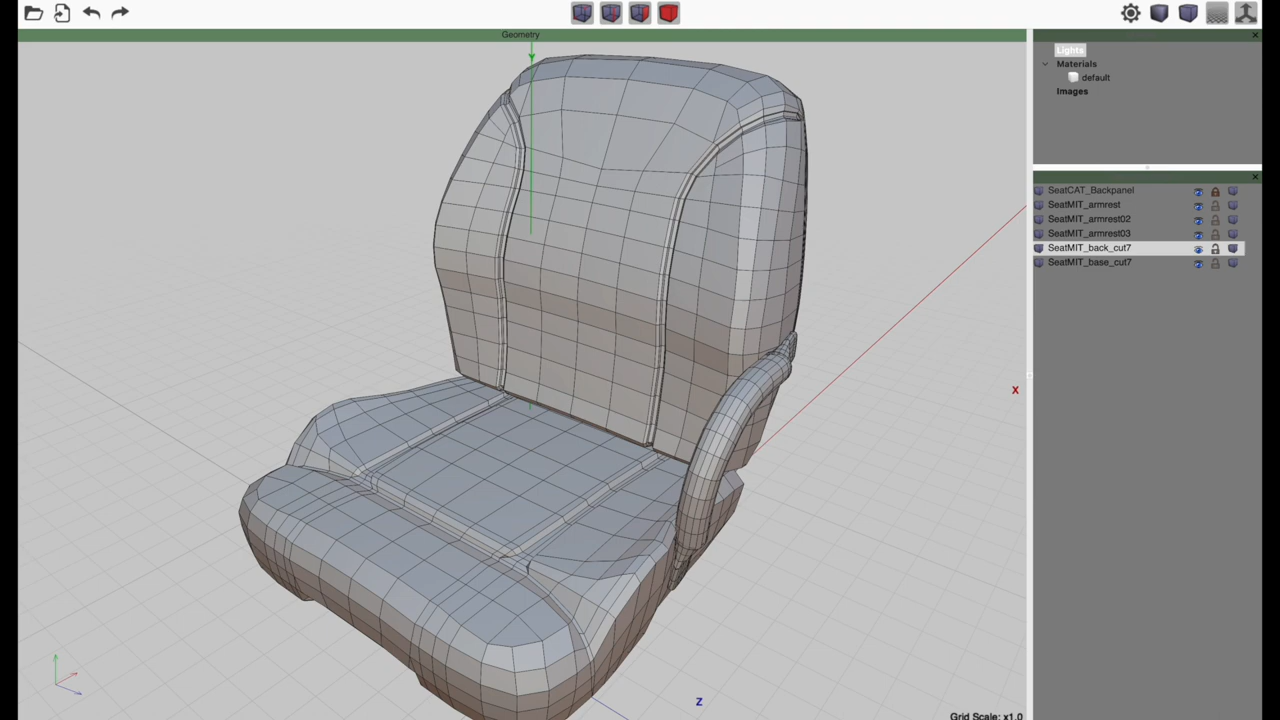 Geometry
Lights
Materials
default
Images
SeatCAT_Backpanel
SeatMIT_armrest
SeatMIT_armrest02
SeatMIT_armrest03
SeatMIT_back_cut7
SeatMIT_base_cut7
X
Z
Grid Scale: x1.0